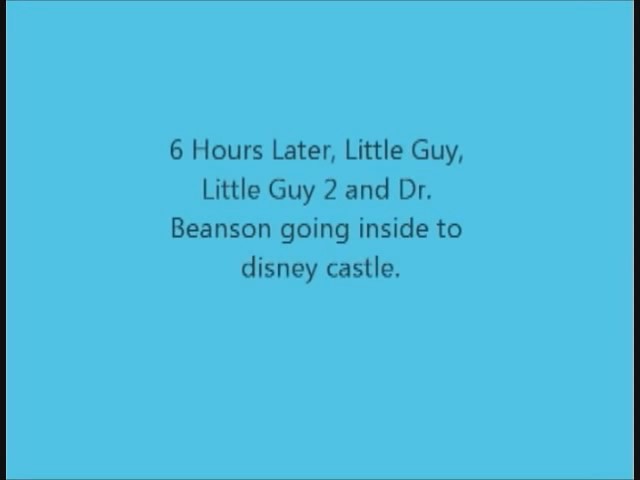 6 Hours Later, Little Guy,
Little Guy 2 and Dr.
Beanson going inside to
disney castle.